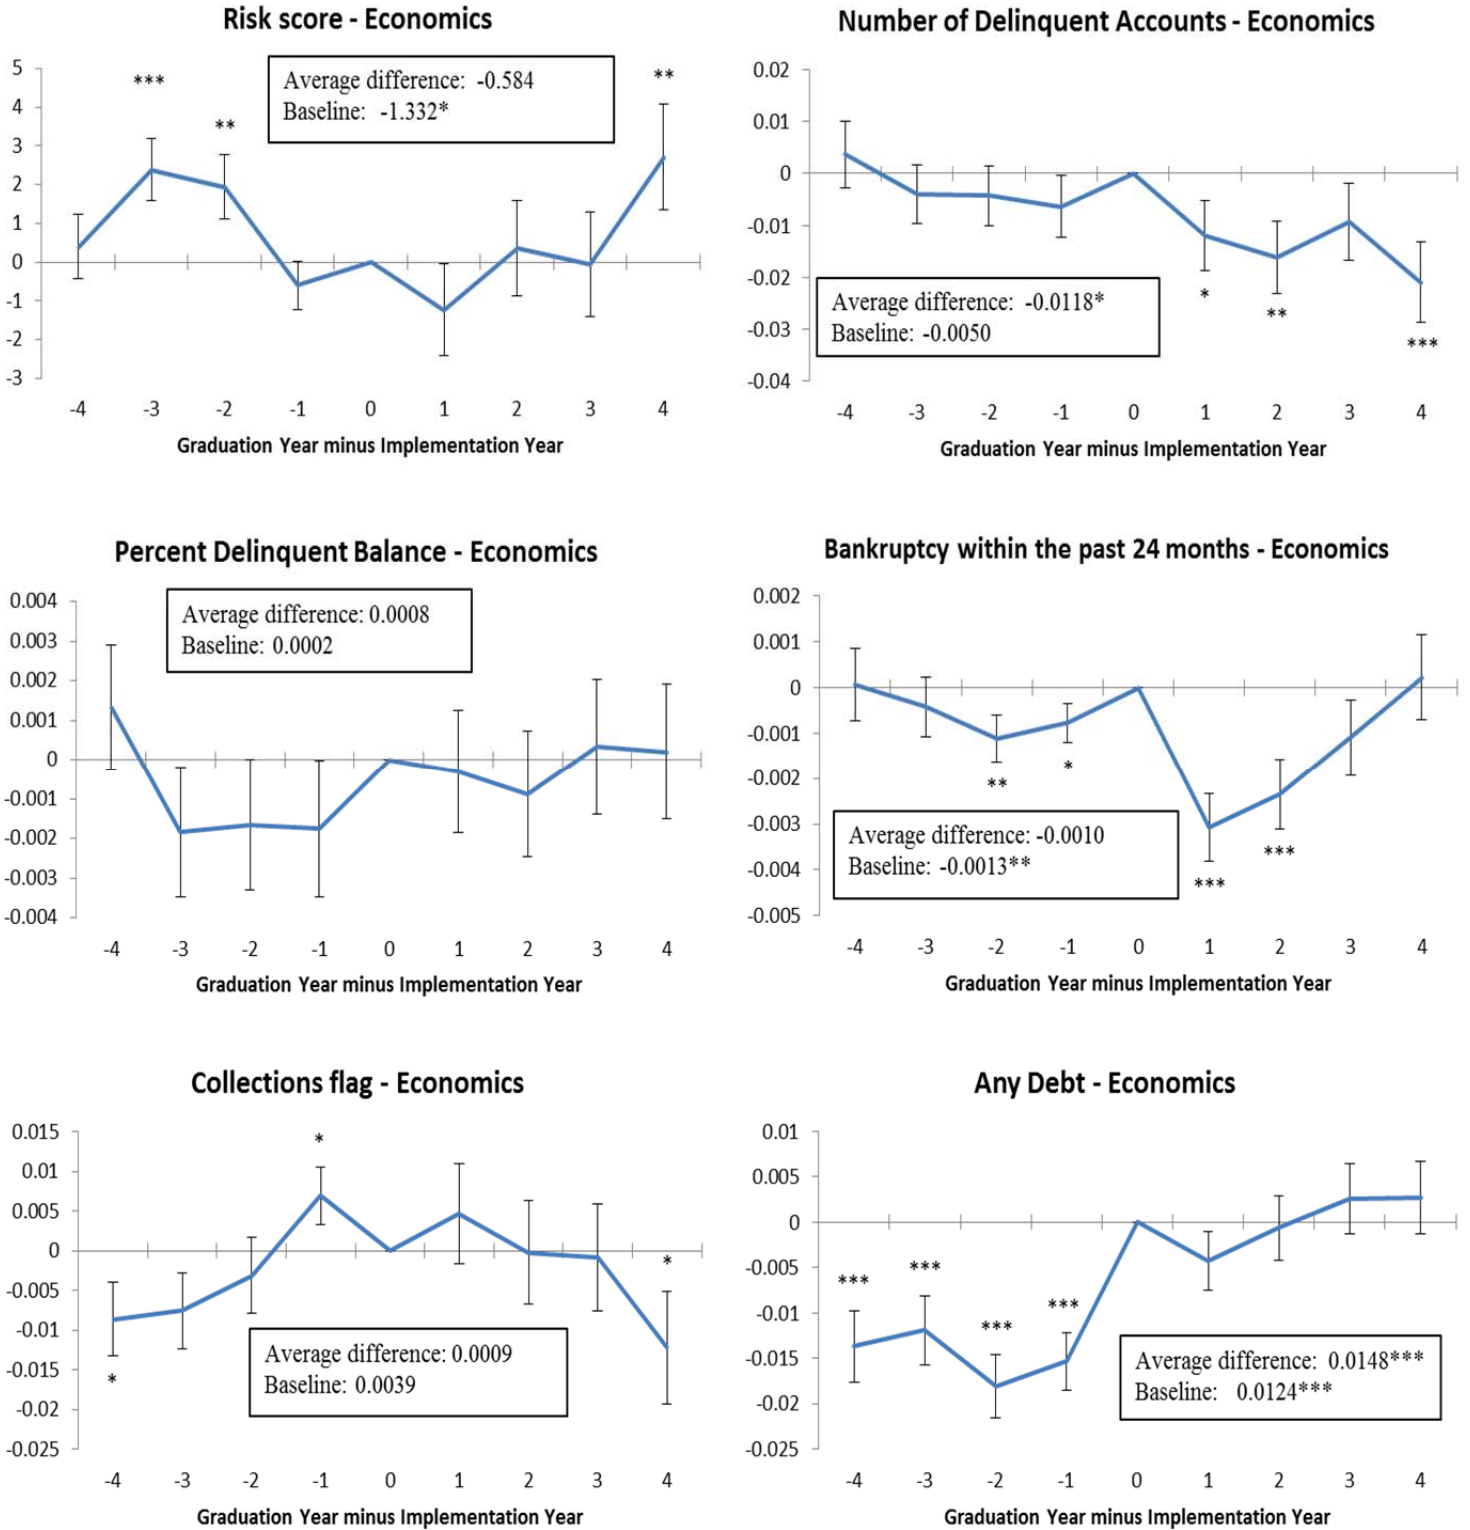 Risk score - Economics
5
4
3
2
1
0
-1
-2
-3
***
**
**
Average difference: -0.584
Baseline: -1.332*
-4 -3 -2 -1 0 1 2 3 4
Graduation Year minus Implementation Year
Number of Delinquent Accounts - Economics
0.02
0.01
0
-0.01
-0.02
-0.03
-0.04
Average difference: -0.0118*
Baseline: -0.0050
*
**
***
-4 -3 -2 -1 0 1 2 3 4
Graduation Year minus Implementation Year
Percent Delinquent Balance - Economics
0.004
0.003
0.002
0.001
0
-0.001
-0.002
-0.003
-0.004
Average difference: 0.0008
Baseline: 0.0002
-4 -3 -2 -1 0 1 2 3 4
Graduation Year minus Implementation Year
Bankruptcy within the past 24 months - Economics
0.002
0.001
0
-0.001
-0.002
-0.003
-0.004
-0.005
**
*
***
***
Average difference: -0.0010
Baseline: -0.0013**
-4 -3 -2 -1 0 1 2 3 4
Graduation Year minus Implementation Year
Collections flag - Economics
0.015
0.01
0.005
0
-0.005
-0.01
-0.015
-0.02
-0.025
*
*
*
Average difference: 0.0009
Baseline: 0.0039
-4 -3 -2 -1 0 1 2 3 4
Graduation Year minus Implementation Year
Any Debt - Economics
0.01
0.005
0
-0.005
-0.01
-0.015
-0.02
-0.025
***
***
***
***
Average difference: 0.0148***
Baseline: 0.0124***
-4 -3 -2 -1 0 1 2 3 4
Graduation Year minus Implementation Year